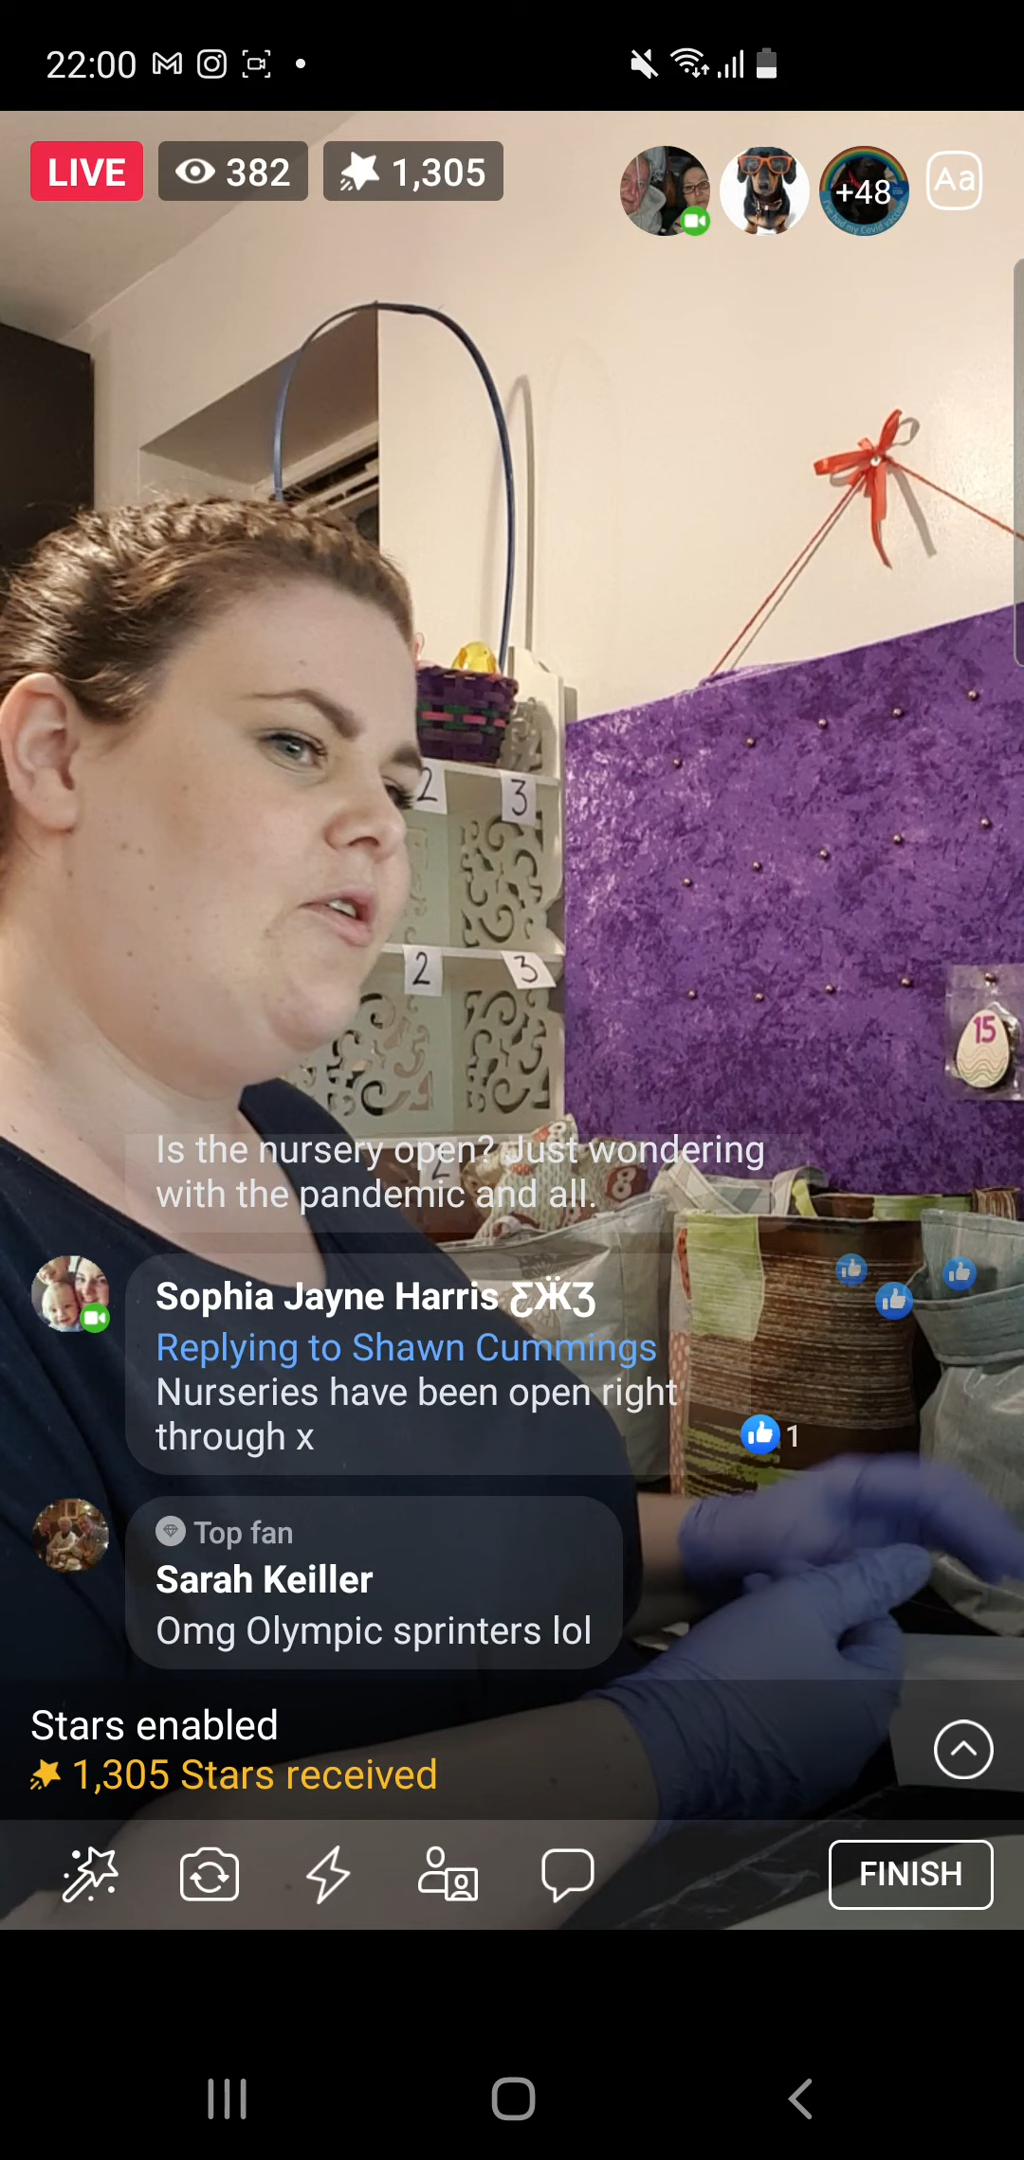 22:00
LIVE 382 1,305
+48 Aa
2 3
2 3
15
2
8
Is the nursery open? Just wondering
with the pandemic and all.
Sophia Jayne Harris ƸӜƷ
Replying to Shawn Cummings
Nurseries have been open right
through x
1
Top fan
Sarah Keiller
Omg Olympic sprinters lol
Stars enabled
1,305 Stars received
FINISH